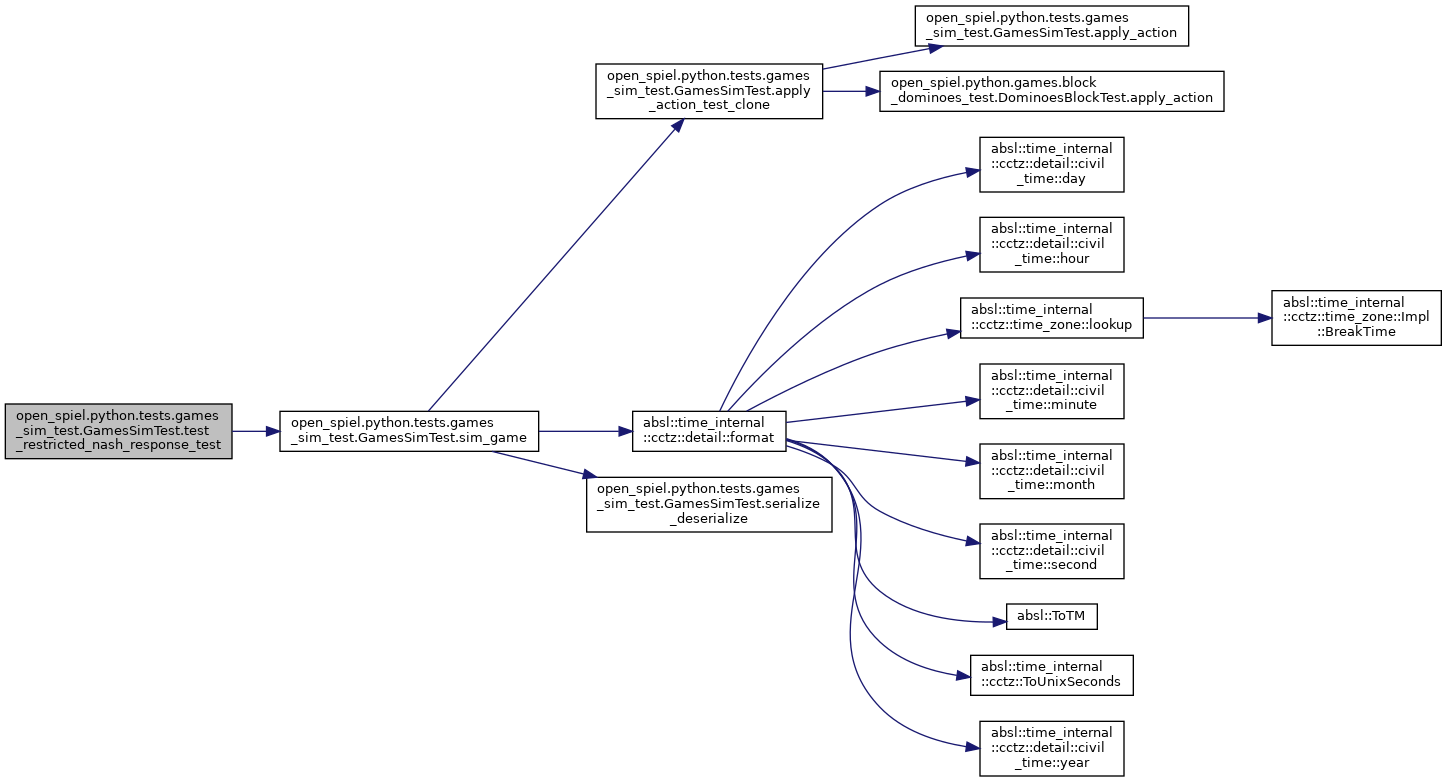 open_spiel.python.tests.games
_sim_test.GamesSimTest.test
_restricted_nash_response_test
open_spiel.python.tests.games
_sim_test.GamesSimTest.sim_game
open_spiel.python.tests.games
_sim_test.GamesSimTest.apply
_action_test_clone
open_spiel.python.tests.games
_sim_test.GamesSimTest.apply_action
open_spiel.python.games.block
_dominoes_test.DominoesBlockTest.apply_action
absl::time_internal
::cctz::detail::format
absl::time_internal
::cctz::detail::civil
_time::day
absl::time_internal
::cctz::detail::civil
_time::hour
absl::time_internal
::cctz::time_zone::lookup
absl::time_internal
::cctz::time_zone::Impl
::BreakTime
absl::time_internal
::cctz::detail::civil
_time::minute
absl::time_internal
::cctz::detail::civil
_time::month
absl::time_internal
::cctz::detail::civil
_time::second
absl::ToTM
absl::time_internal
::cctz::ToUnixSeconds
absl::time_internal
::cctz::detail::civil
_time::year
open_spiel.python.tests.games
_sim_test.GamesSimTest.serialize
_deserialize